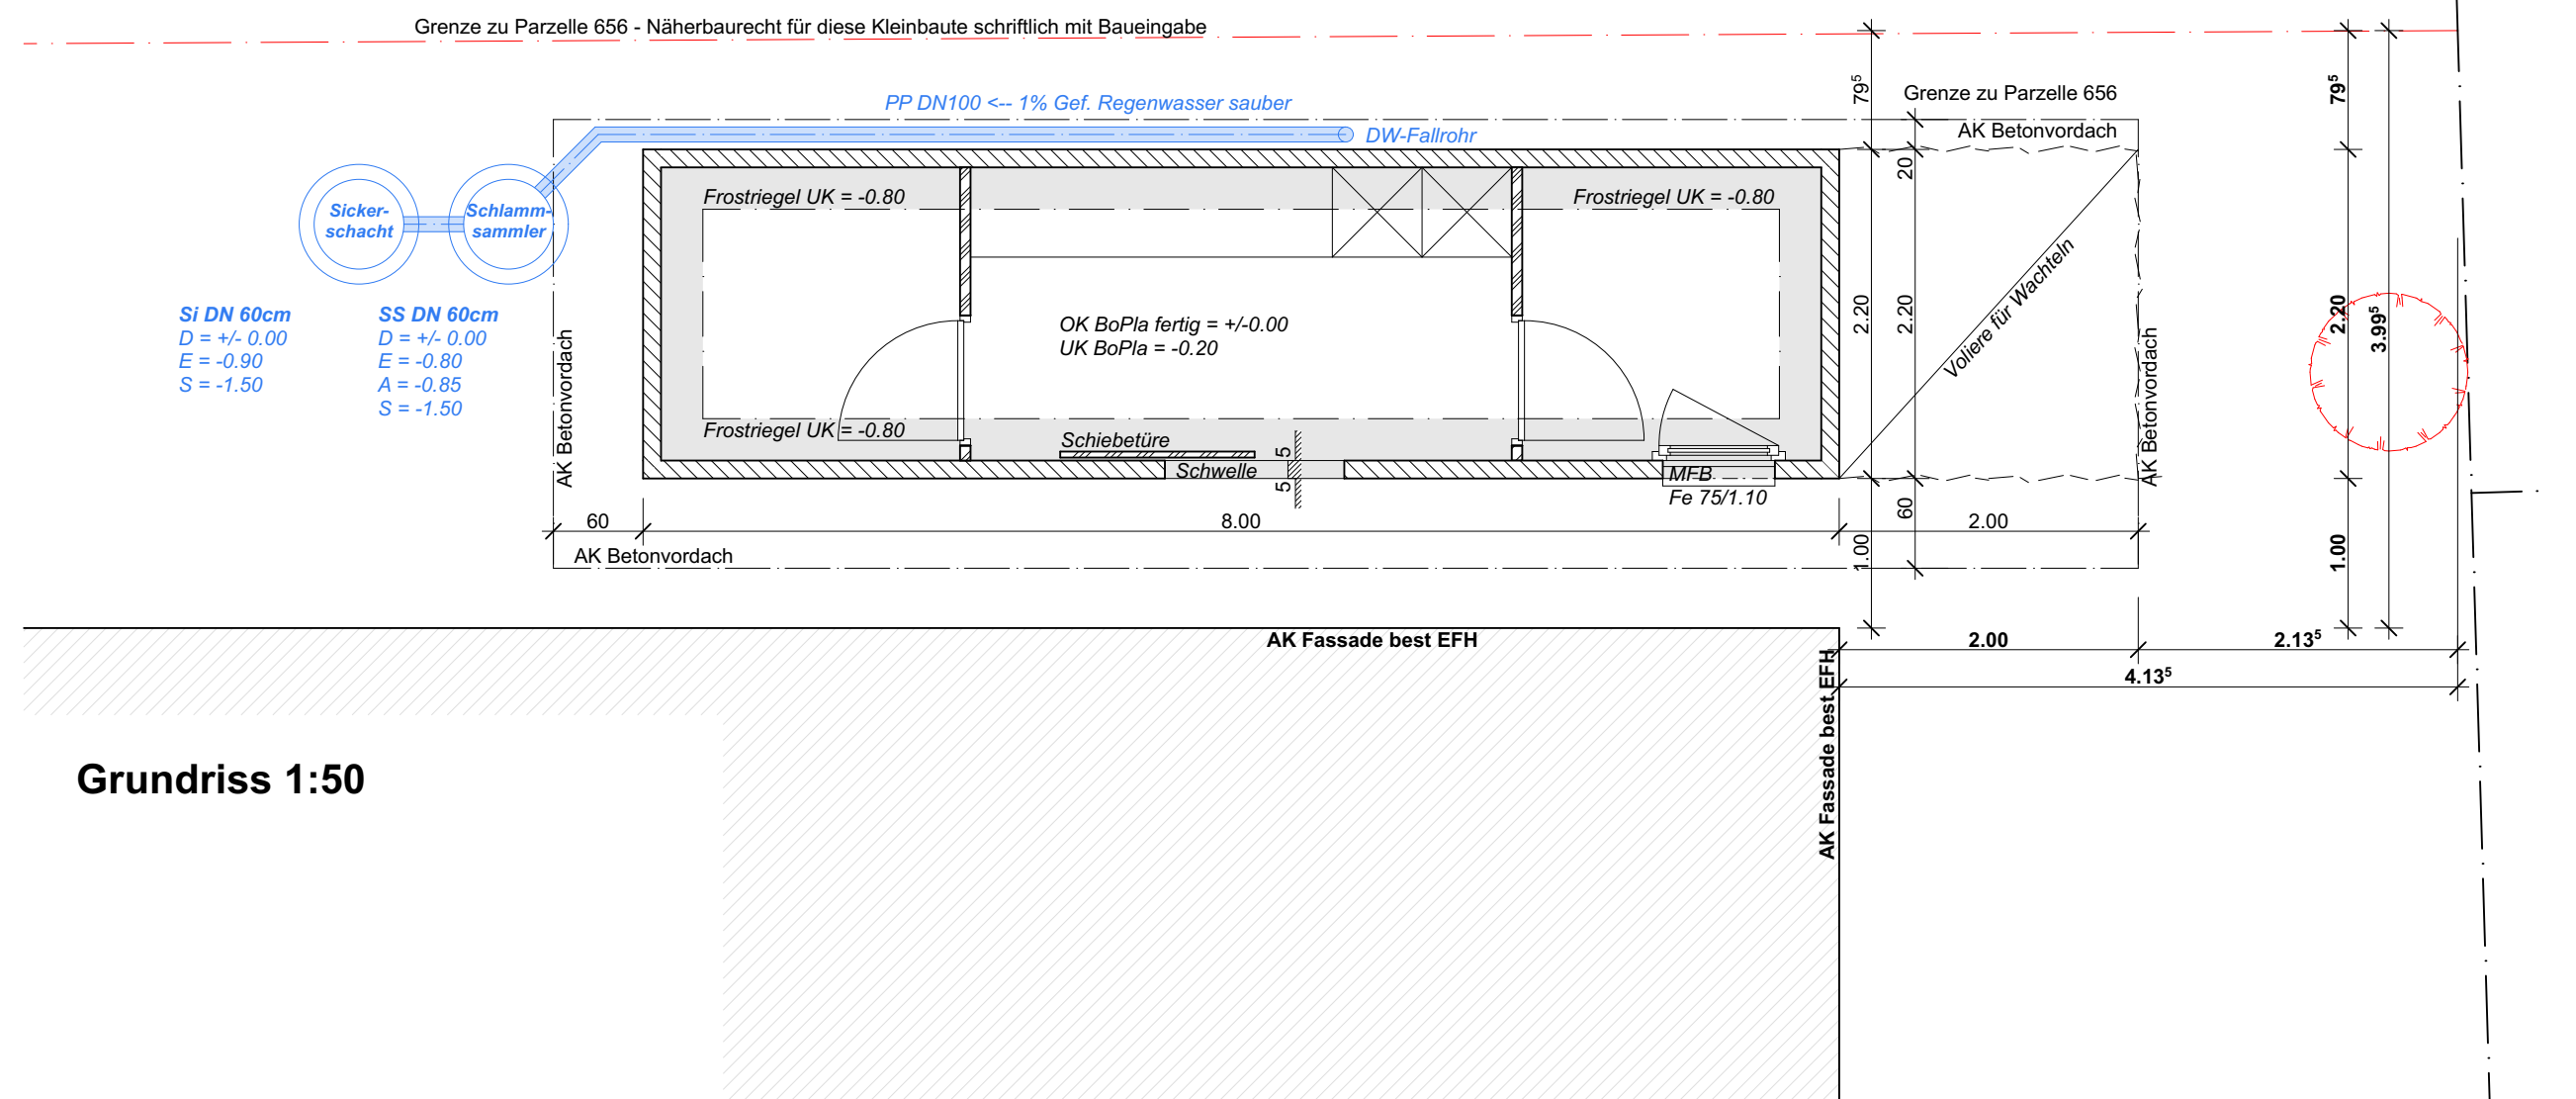 Grenze zu Parzelle 656 - Näherbaurecht für diese Kleinbaute schriftlich mit Baueingabe
79⁵
79⁵
Grenze zu Parzelle 656
PP DN100 <-- 1% Gef. Regenwasser sauber
DW-Fallrohr
AK Betonvordach
20
Frostriegel UK = -0.80
Frostriegel UK = -0.80
Sicker-
schacht
Schlamm-
sammler
Voliere für Wachteln
2.20
2.20
2.20
3.99⁵
Si DN 60cm
D = +/- 0.00
E = -0.90
S = -1.50
SS DN 60cm
D = +/- 0.00
E = -0.80
A = -0.85
S = -1.50
OK BoPla fertig = +/-0.00
UK BoPla = -0.20
AK Betonvordach
AK Betonvordach
Frostriegel UK = -0.80
Schiebetüre
5
Schwelle
5
MFB
Fe 75/1.10
60
8.00
60
2.00
1.00
1.00
AK Betonvordach
AK Fassade best EFH
2.00
2.13⁵
4.13⁵
AK Fassade best EFH
Grundriss 1:50